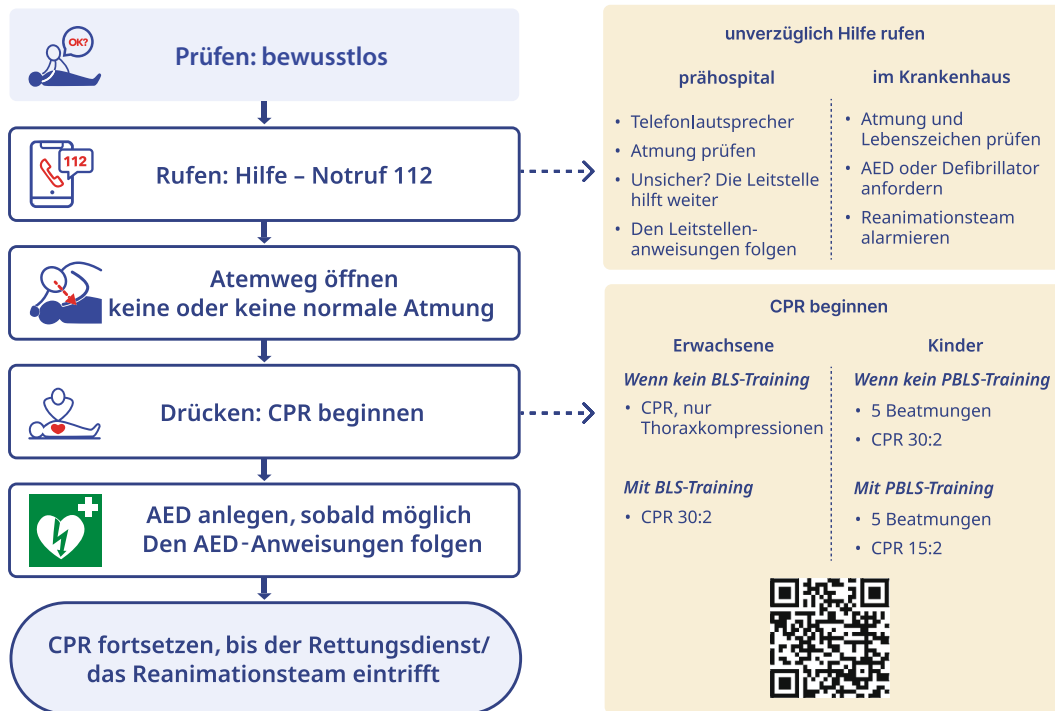 OK?
Prüfen: bewusstlos
112
Rufen: Hilfe – Notruf 112
Atemweg öffnen
keine oder keine normale Atmung
Drücken: CPR beginnen
AED anlegen, sobald möglich
Den AED-Anweisungen folgen
CPR fortsetzen, bis der Rettungsdienst/
das Reanimationsteam eintrifft
unverzüglich Hilfe rufen
prähospital
• Telefonlautsprecher
• Atmung prüfen
• Unsicher? Die Leitstelle
hilft weiter
• Den Leitstellen-
anweisungen folgen
im Krankenhaus
• Atmung und
Lebenszeichen prüfen
• AED oder Defibrillator
anfordern
• Reanimationsteam
alarmieren
CPR beginnen
Erwachsene
Wenn kein BLS-Training
• CPR, nur
Thoraxkompressionen
Mit BLS-Training
• CPR 30:2
Kinder
Wenn kein PBLS-Training
• 5 Beatmungen
• CPR 30:2
Mit PBLS-Training
• 5 Beatmungen
• CPR 15:2